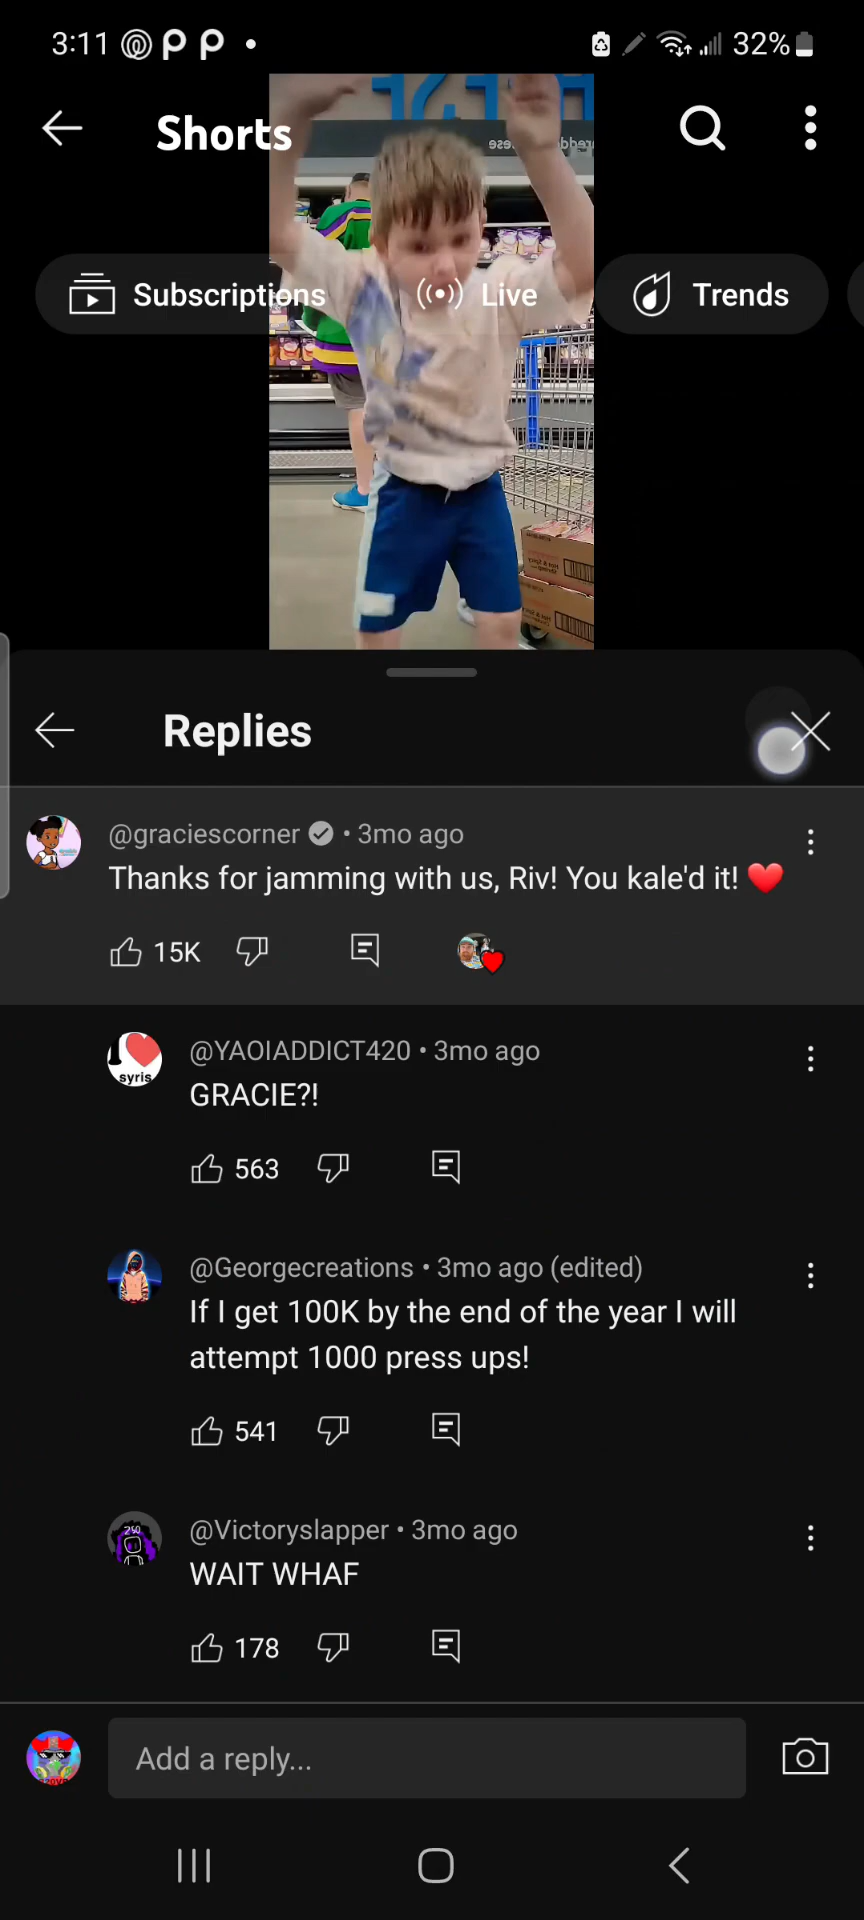 3:11
32%
Shorts
Subscriptions
Live
Trends
Replies
@graciescorner • 3mo ago
Thanks for jamming with us, Riv! You kale'd it! ❤️
15K
@YAOIADDICT420 • 3mo ago
I ❤️
syris
GRACIE?!
563
@Georgecreations • 3mo ago (edited)
If I get 100K by the end of the year I will
attempt 1000 press ups!
541
@Victoryslapper • 3mo ago
WAIT WHAF
178
Add a reply...